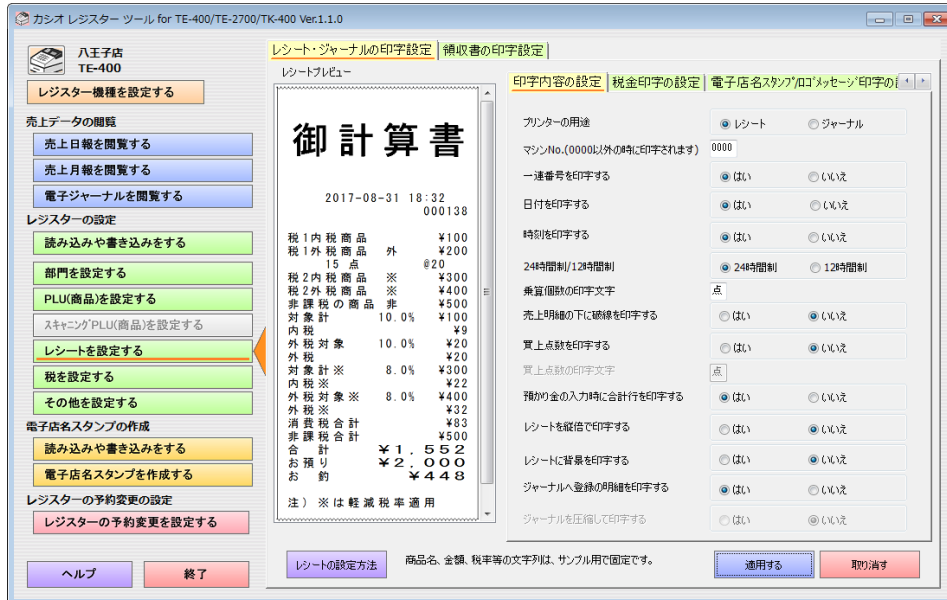 カシオ レジスター ツール for TE-400/TE-2700/TK-400 Ver.1.1.0
八王子店
TE-400
レジスター機種を設定する
売上データの閲覧
売上日報を閲覧する
売上月報を閲覧する
電子ジャーナルを閲覧する
レジスターの設定
読み込みや書き込みをする
部門を設定する
PLU(商品)を設定する
スキャニングPLU(商品)を設定する
レシートを設定する
税を設定する
その他を設定する
電子店名スタンプの作成
読み込みや書き込みをする
電子店名スタンプを作成する
レジスターの予約変更の設定
レジスターの予約変更を設定する
ヘルプ 終了
レシート・ジャーナルの印字設定 領収書の印字設定
レシートプレビュー
御計算書
2017-08-31 18:32
000138
税1内税商品 ¥100
税1外税商品 外 ¥200
15 点 @20
税2内税商品 ※ ¥300
税2外税商品 ※ ¥400
非課税の商品 非 ¥500
対象計 10.0% ¥100
内税 ¥9
外税対象 10.0% ¥20
外税 ¥20
対象計※ 8.0% ¥300
内税※ ¥22
外税対象※ 8.0% ¥400
外税※ ¥32
消費税合計 ¥83
非課税合計 ¥500
合 計 ¥1,552
お預り ¥2,000
お 釣 ¥448
注) ※は軽減税率適用
印字内容の設定 税金印字の設定 電子店名スタンプ/ロゴメッセージ印字の
プリンターの用途 レシート ジャーナル
マシンNo.(0000以外の時に印字されます) 0000
一連番号を印字する はい いいえ
日付を印字する はい いいえ
時刻を印字する はい いいえ
24時間制/12時間制 24時間制 12時間制
乗算個数の印字文字 点
売上明細の下に破線を印字する はい いいえ
買上点数を印字する はい いいえ
買上点数の印字文字 点
預かり金の入力時に合計行を印字する はい いいえ
レシートを縦倍で印字する はい いいえ
レシートに背景を印字する はい いいえ
ジャーナルへ登録の明細を印字する はい いいえ
ジャーナルを圧縮して印字する はい いいえ
レシートの設定方法 商品名、金額、税率等の文字列は、サンプル用で固定です。 適用する 取り消す